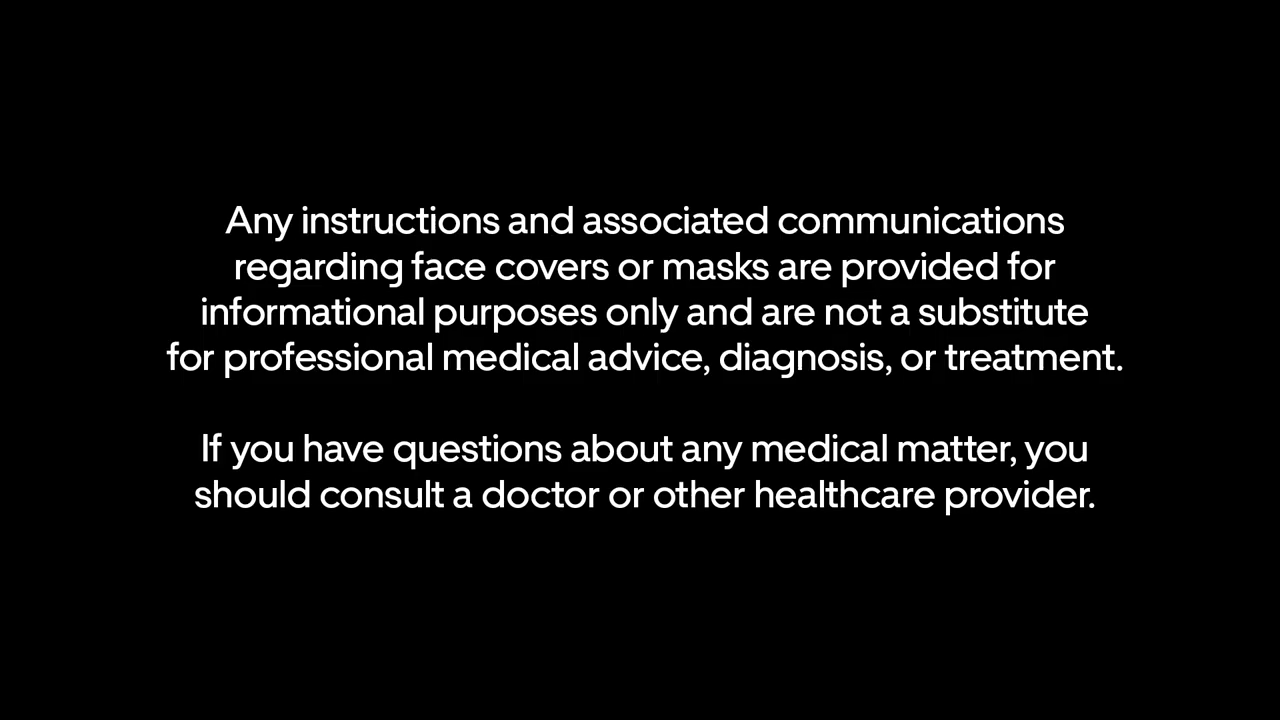 Any instructions and associated communications
regarding face covers or masks are provided for
informational purposes only and are not a substitute
for professional medical advice, diagnosis, or treatment.
If you have questions about any medical matter, you
should consult a doctor or other healthcare provider.